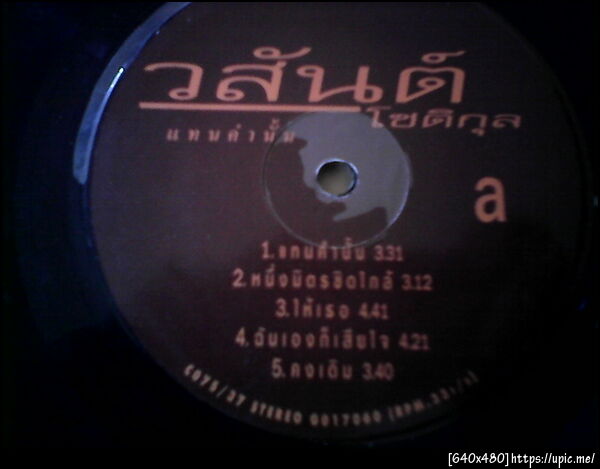 วสันต์
โชติกุล
แทนคำนั้น
a
1. แทนคำนั้น 3.31
2. หนึ่งมิตรชิดใกล้ 3.12
3. ให้เธอ 4.41
4. ฉันเองก็เสียใจ 4.21
5. คงเดิม 3.40
STEREO 0017060
[640x480]https://upic.me/